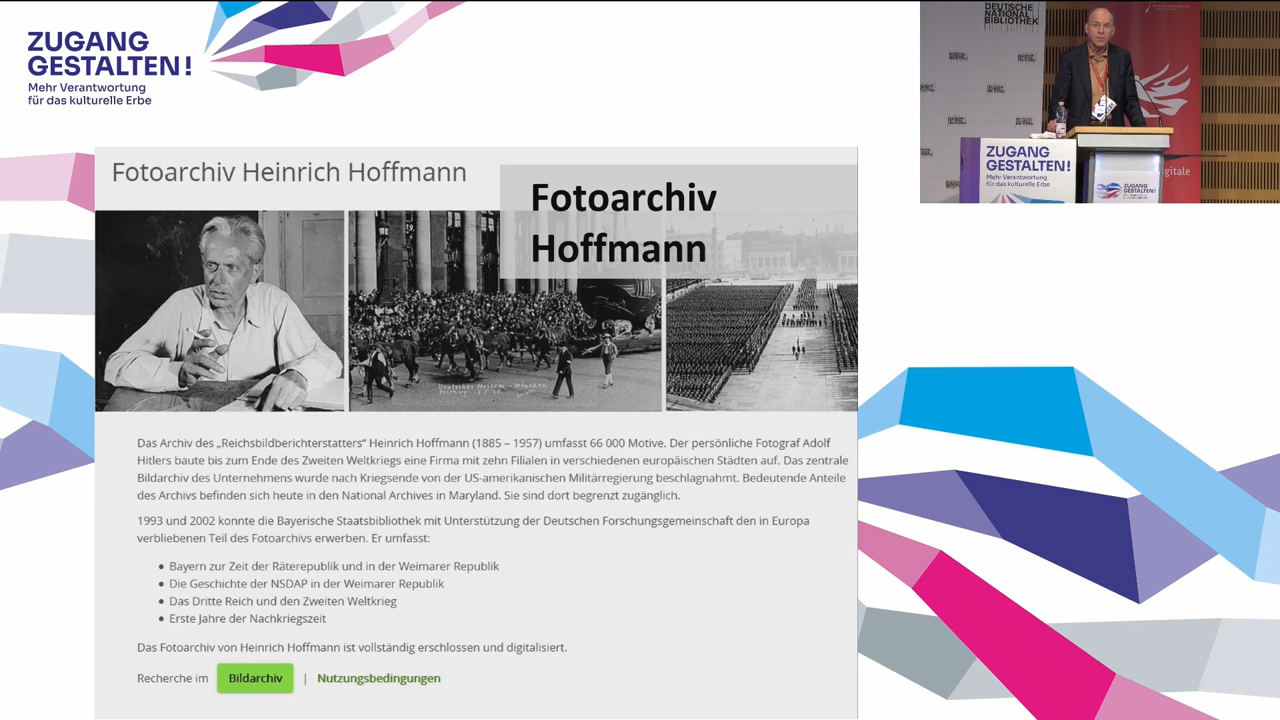 ZUGANG
GESTALTEN!
Mehr Verantwortung
für das kulturelle Erbe
DEUTSCHE
NATIONAL
BIBLIOTHEK
ZUGANG
GESTALTEN!
Mehr Verantwortung
für das kulturelle Erbe
ZUGANG
GESTALTEN!
Fotoarchiv Heinrich Hoffmann
Fotoarchiv
Hoffmann
Deutsches Museum - München
Das Archiv des „Reichsbildberichterstatters“ Heinrich Hoffmann (1885 – 1957) umfasst 66 000 Motive. Der persönliche Fotograf Adolf
Hitlers baute bis zum Ende des Zweiten Weltkriegs eine Firma mit zehn Filialen in verschiedenen europäischen Städten auf. Das zentrale
Bildarchiv des Unternehmens wurde nach Kriegsende von der US-amerikanischen Militärregierung beschlagnahmt. Bedeutende Anteile
des Archivs befinden sich heute in den National Archives in Maryland. Sie sind dort begrenzt zugänglich.
1993 und 2002 konnte die Bayerische Staatsbibliothek mit Unterstützung der Deutschen Forschungsgemeinschaft den in Europa
verbliebenen Teil des Fotoarchivs erwerben. Er umfasst:
• Bayern zur Zeit der Räterepublik und in der Weimarer Republik
• Die Geschichte der NSDAP in der Weimarer Republik
• Das Dritte Reich und den Zweiten Weltkrieg
• Erste Jahre der Nachkriegszeit
Das Fotoarchiv von Heinrich Hoffmann ist vollständig erschlossen und digitalisiert.
Recherche im Bildarchiv | Nutzungsbedingungen